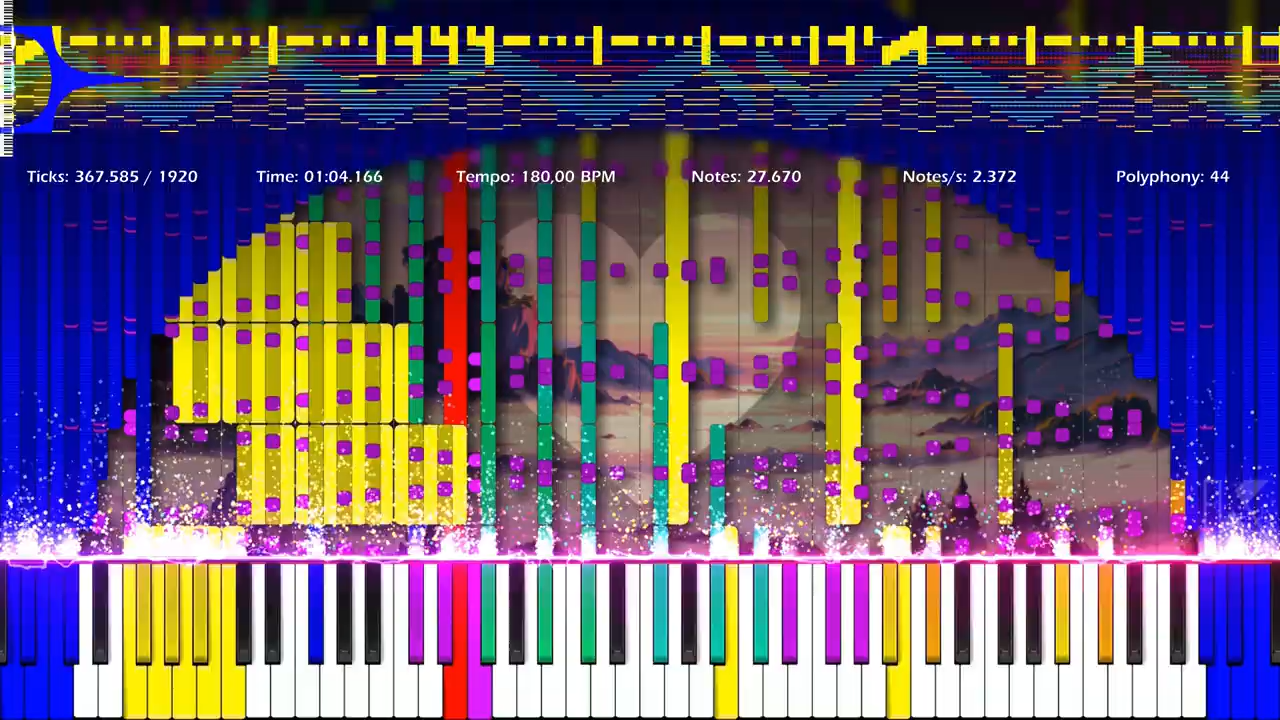 Ticks: 367.585 / 1920 Time: 01:04.166 Tempo: 180,00 BPM Notes: 27.670 Notes/s: 2.372 Polyphony: 44